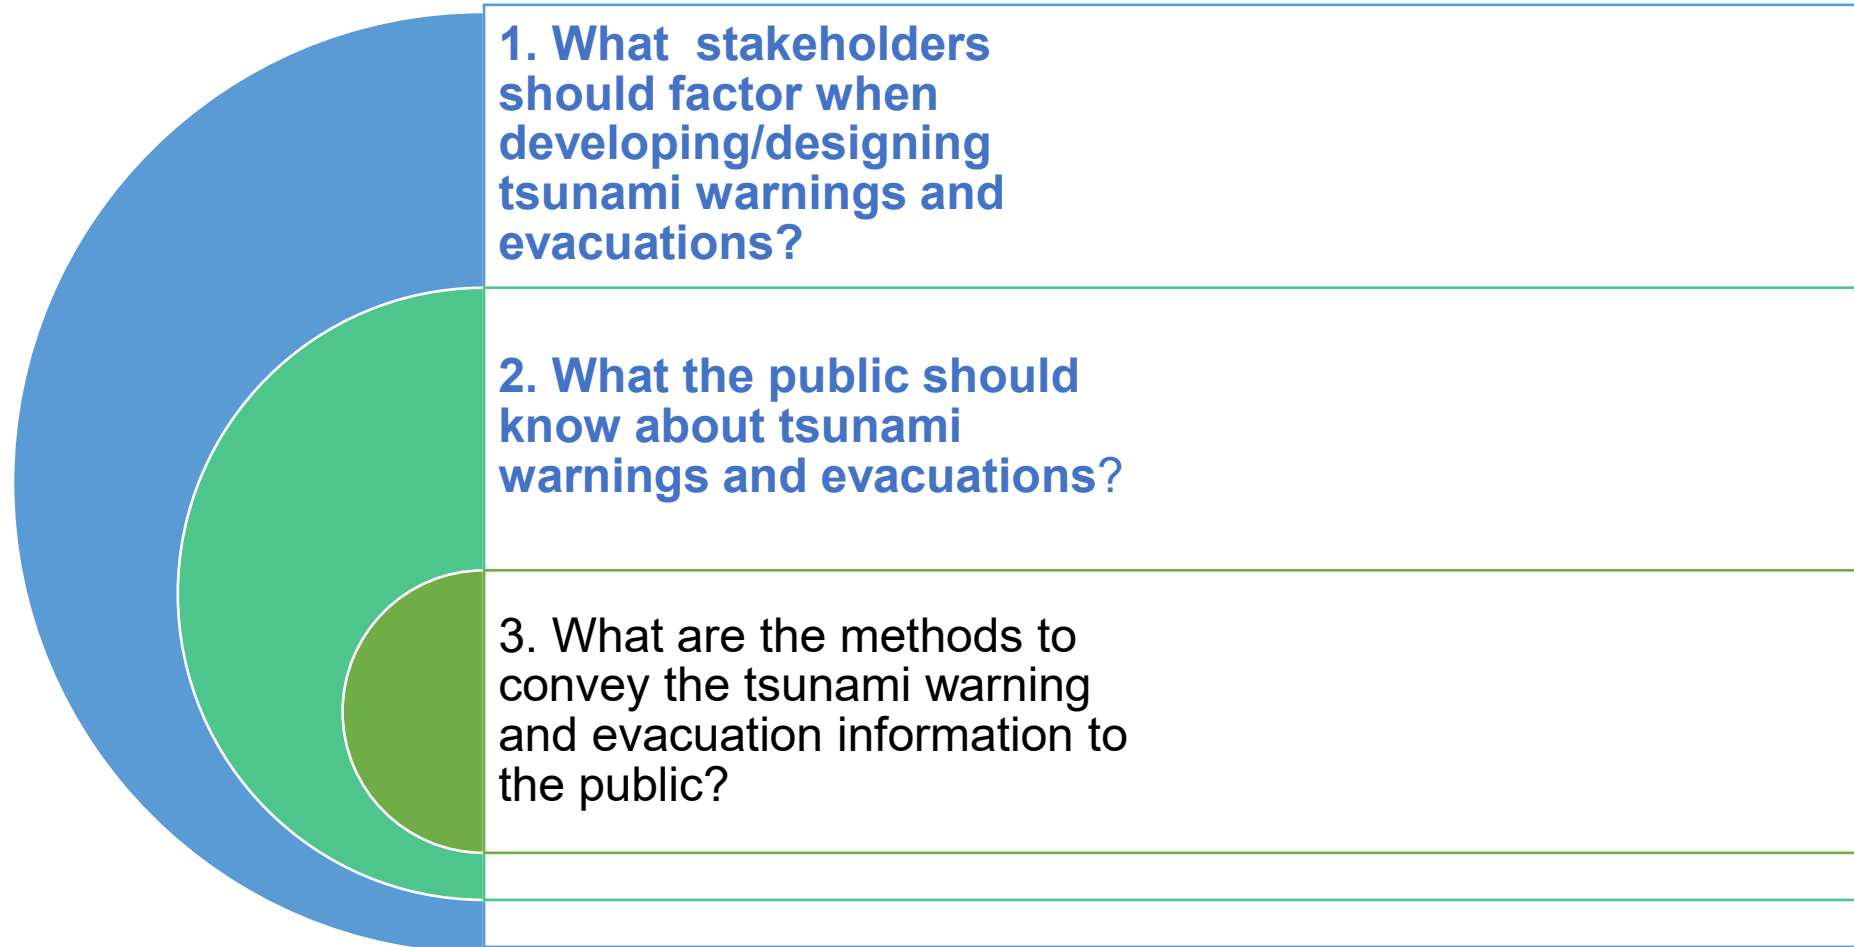 1. What  stakeholders
should factor when
developing/designing
tsunami warnings and
evacuations?
2. What the public should
know about tsunami
warnings and evacuations?
3. What are the methods to
convey the tsunami warning
and evacuation information to
the public?